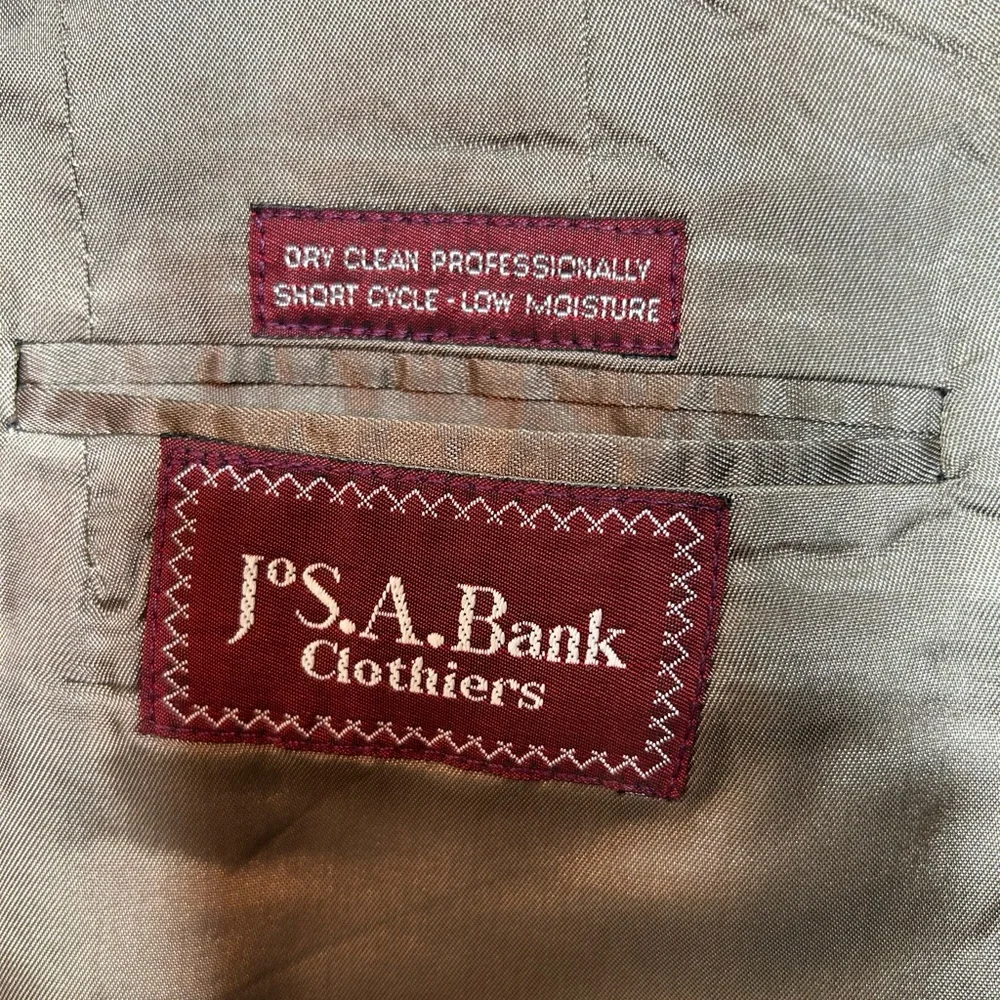 DRY CLEAN PROFESSIONALLY
SHORT CYCLE - LOW MOISTURE
JoS.A.Bank
Clothiers